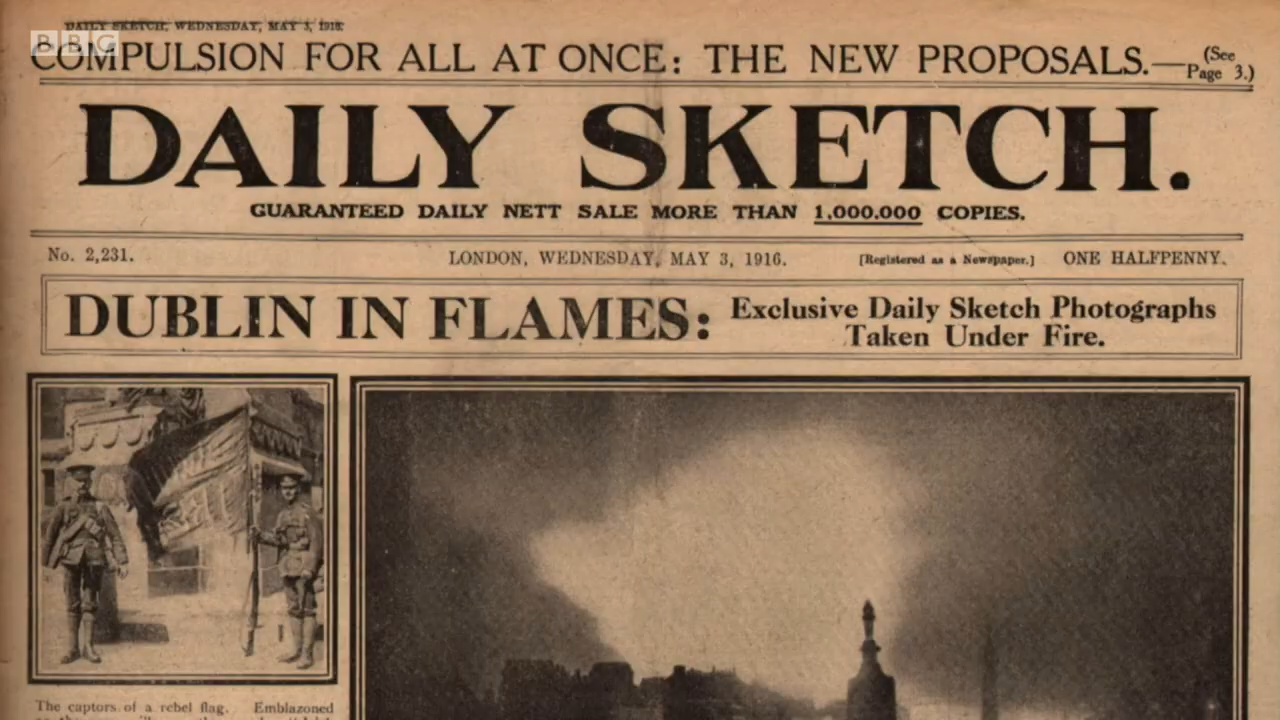 BBC
DAILY SKETCH, WEDNESDAY, MAY 3, 1916.
COMPULSION FOR ALL AT ONCE: THE NEW PROPOSALS.—(See Page 3.)
DAILY SKETCH.
GUARANTEED DAILY NETT SALE MORE THAN 1,000,000 COPIES.
No. 2,231. LONDON, WEDNESDAY, MAY 3, 1916. [Registered as a Newspaper.] ONE HALFPENNY.
DUBLIN IN FLAMES: Exclusive Daily Sketch Photographs
Taken Under Fire.
The captors of a rebel flag. Emblazoned